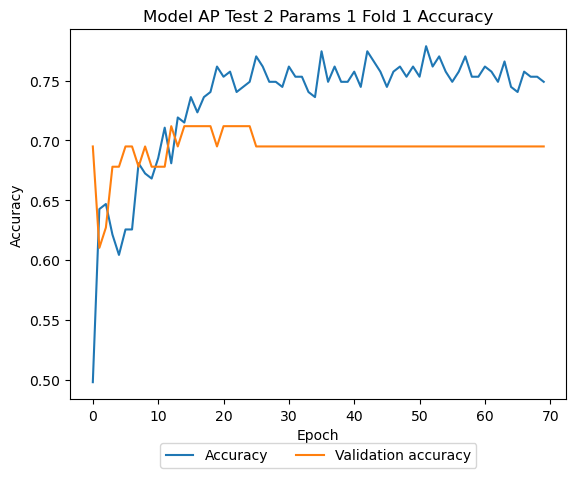 Model AP Test 2 Params 1 Fold 1 Accuracy
Accuracy
0.75
0.70
0.65
0.60
0.55
0.50
0 10 20 30 40 50 60 70
Epoch
Accuracy Validation accuracy